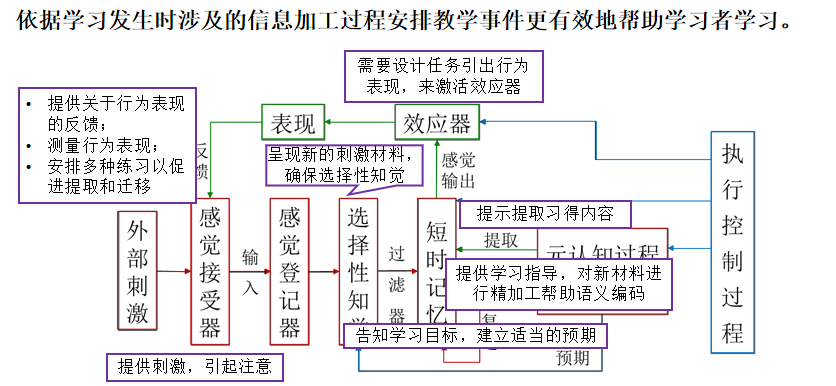 依据学习发生时涉及的信息加工过程安排教学事件更有效地帮助学习者学习。
需要设计任务引出行为
表现，来激活效应器
• 提供关于行为表现
的反馈；
• 测量行为表现；
• 安排多种练习以促
进提取和迁移
表现
效应器
馈
呈现新的刺激材料，
确保选择性知觉
感觉
输出
执行控制过程
外部刺激
感觉接受器
输入
感觉登记器
选择性知
过滤器
短时记忆
提示提取习得内容
提取
元认知过程
提供学习指导，对新材料进
行精加工帮助语义编码
告知学习目标，建立适当的预期
预期
提供刺激，引起注意